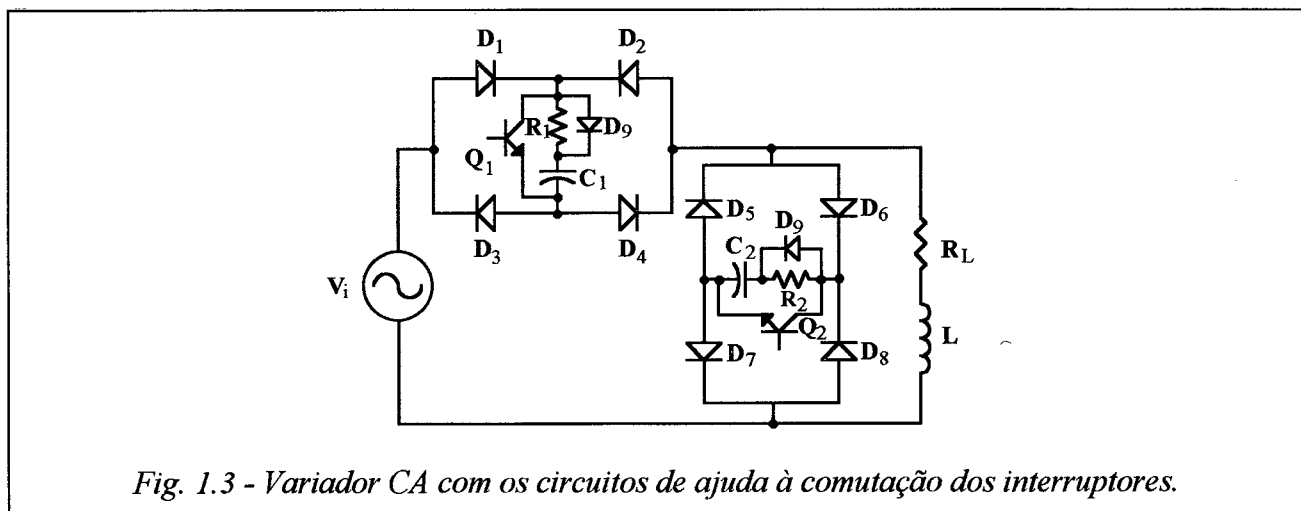 D1
D2
R1
D9
Q1
C1
D3
D4
D5
D6
D9
C2
RL
Vi
R2
Q2
L
D7
D8
Fig. 1.3 - Variador CA com os circuitos de ajuda à comutação dos interruptores.